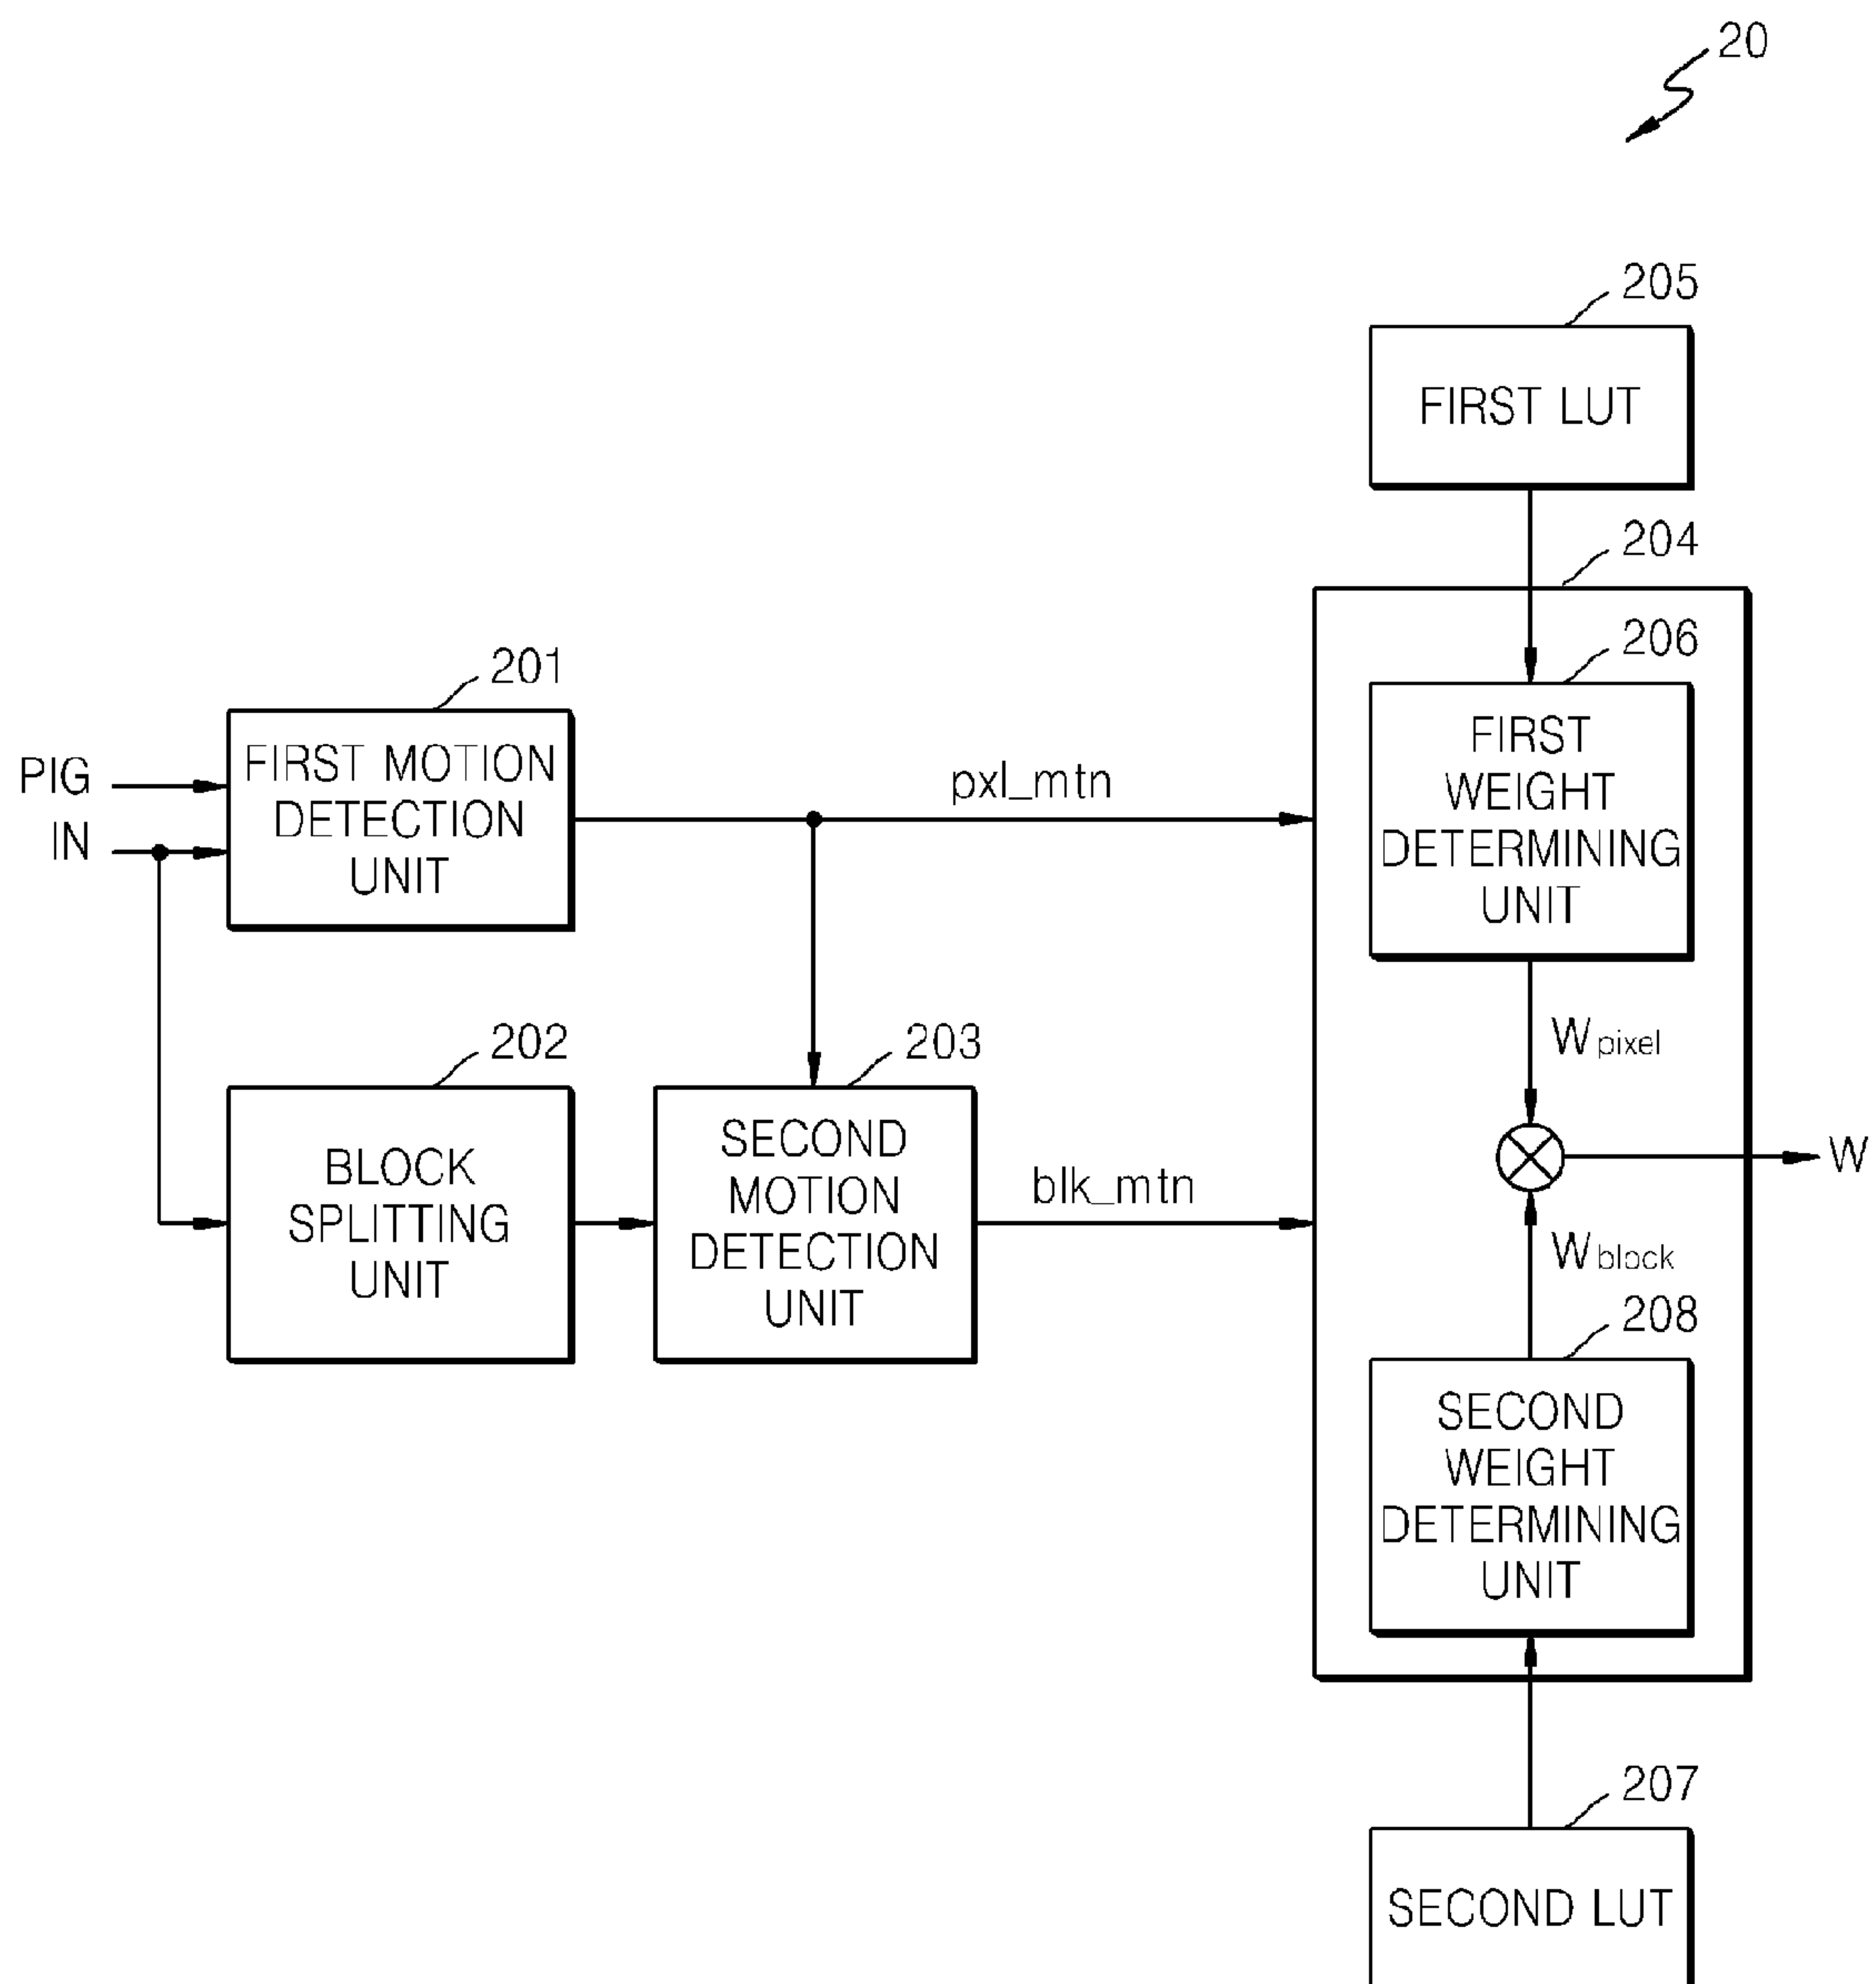 20
205
FIRST LUT
204
206
FIRST
WEIGHT
DETERMINING
UNIT
201
PIG
IN
FIRST MOTION
DETECTION
UNIT
pxl_mtn
Wpixel
202
BLOCK
SPLITTING
UNIT
203
SECOND
MOTION
DETECTION
UNIT
blk_mtn
W
Wblock
208
SECOND
WEIGHT
DETERMINING
UNIT
207
SECOND LUT